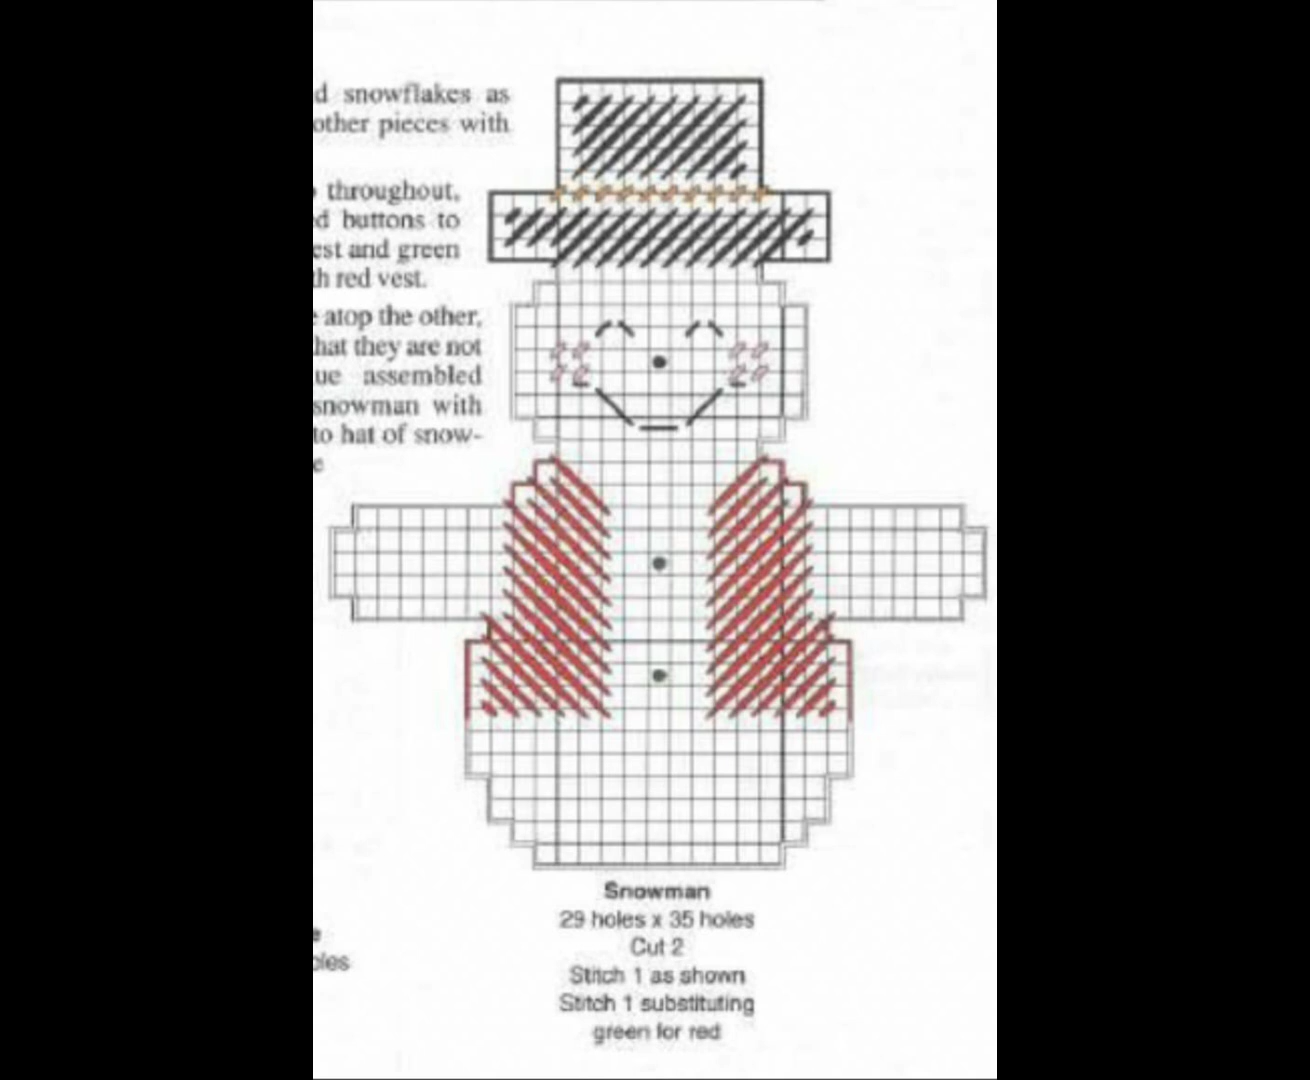 d snowflakes as
other pieces with
throughout,
d buttons to
est and green
th red vest.
e atop the other,
hat they are not
ue assembled
snowman with
to hat of snow-
e
e
oles
Snowman
29 holes x 35 holes
Cut 2
Stitch 1 as shown
Stitch 1 substituting
green for red